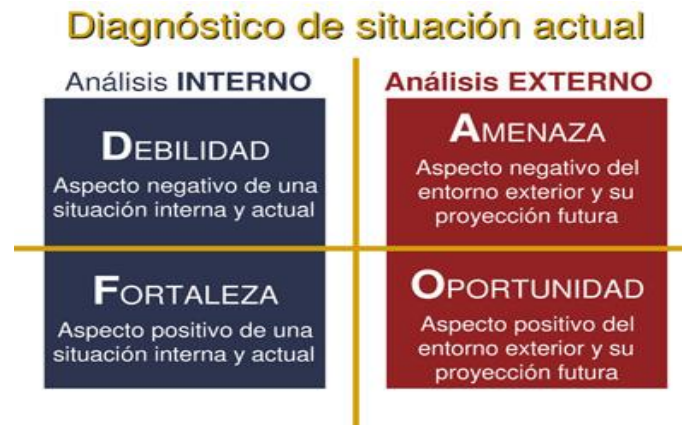 Diagnóstico de situación actual
Análisis INTERNO
DEBILIDAD
Aspecto negativo de una
situación interna y actual
FORTALEZA
Aspecto positivo de una
situación interna y actual
Análisis EXTERNO
AMENAZA
Aspecto negativo del
entorno exterior y su
proyección futura
OPORTUNIDAD
Aspecto positivo del
entorno exterior y su
proyección futura